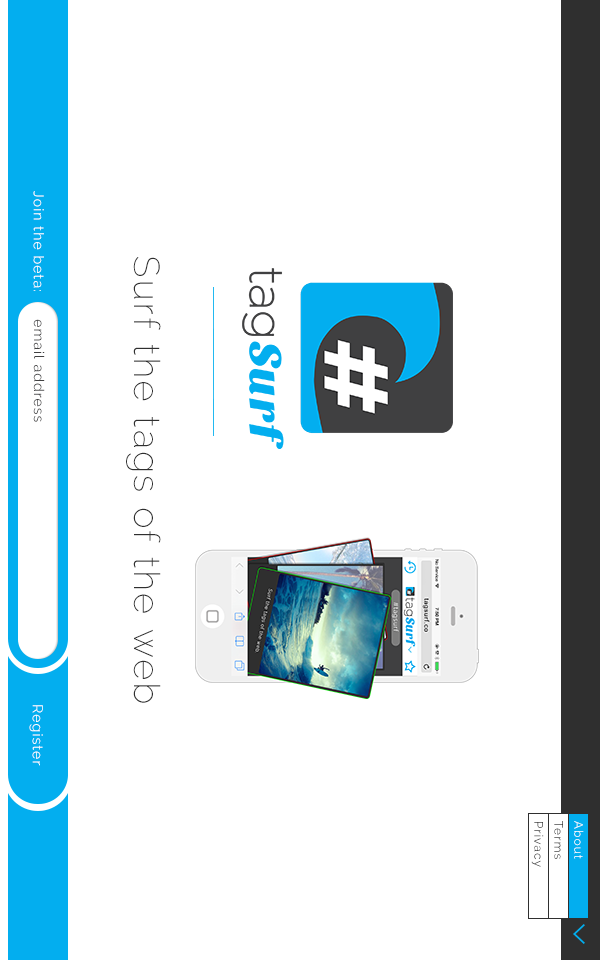 About
Terms
Privacy
#
tagSurf
Surf the tags of the web
No Service
7:50 PM
tagsurf.co
tagSurf
#tagsurf
Surf the tags of the web
Join the beta:
email address
Register